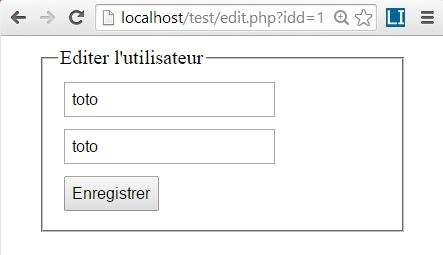 localhost/test/edit.php?idd=1
LI
Editer l'utilisateur
toto
toto
Enregistrer